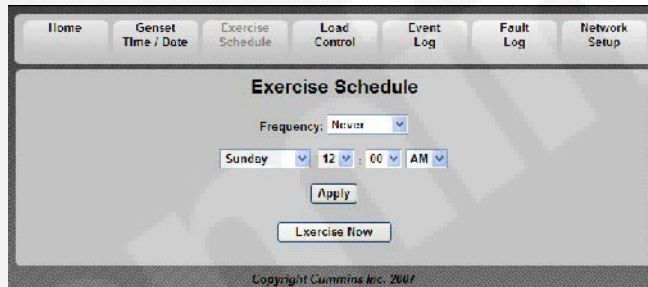 Home Genset Time / Date Exercise Schedule Load Control Event Log Fault Log Network Setup
Exercise Schedule
Frequency: Never
Sunday 12 : 00 AM
Apply
Exercise Now
Copyright Cummins Inc. 2007